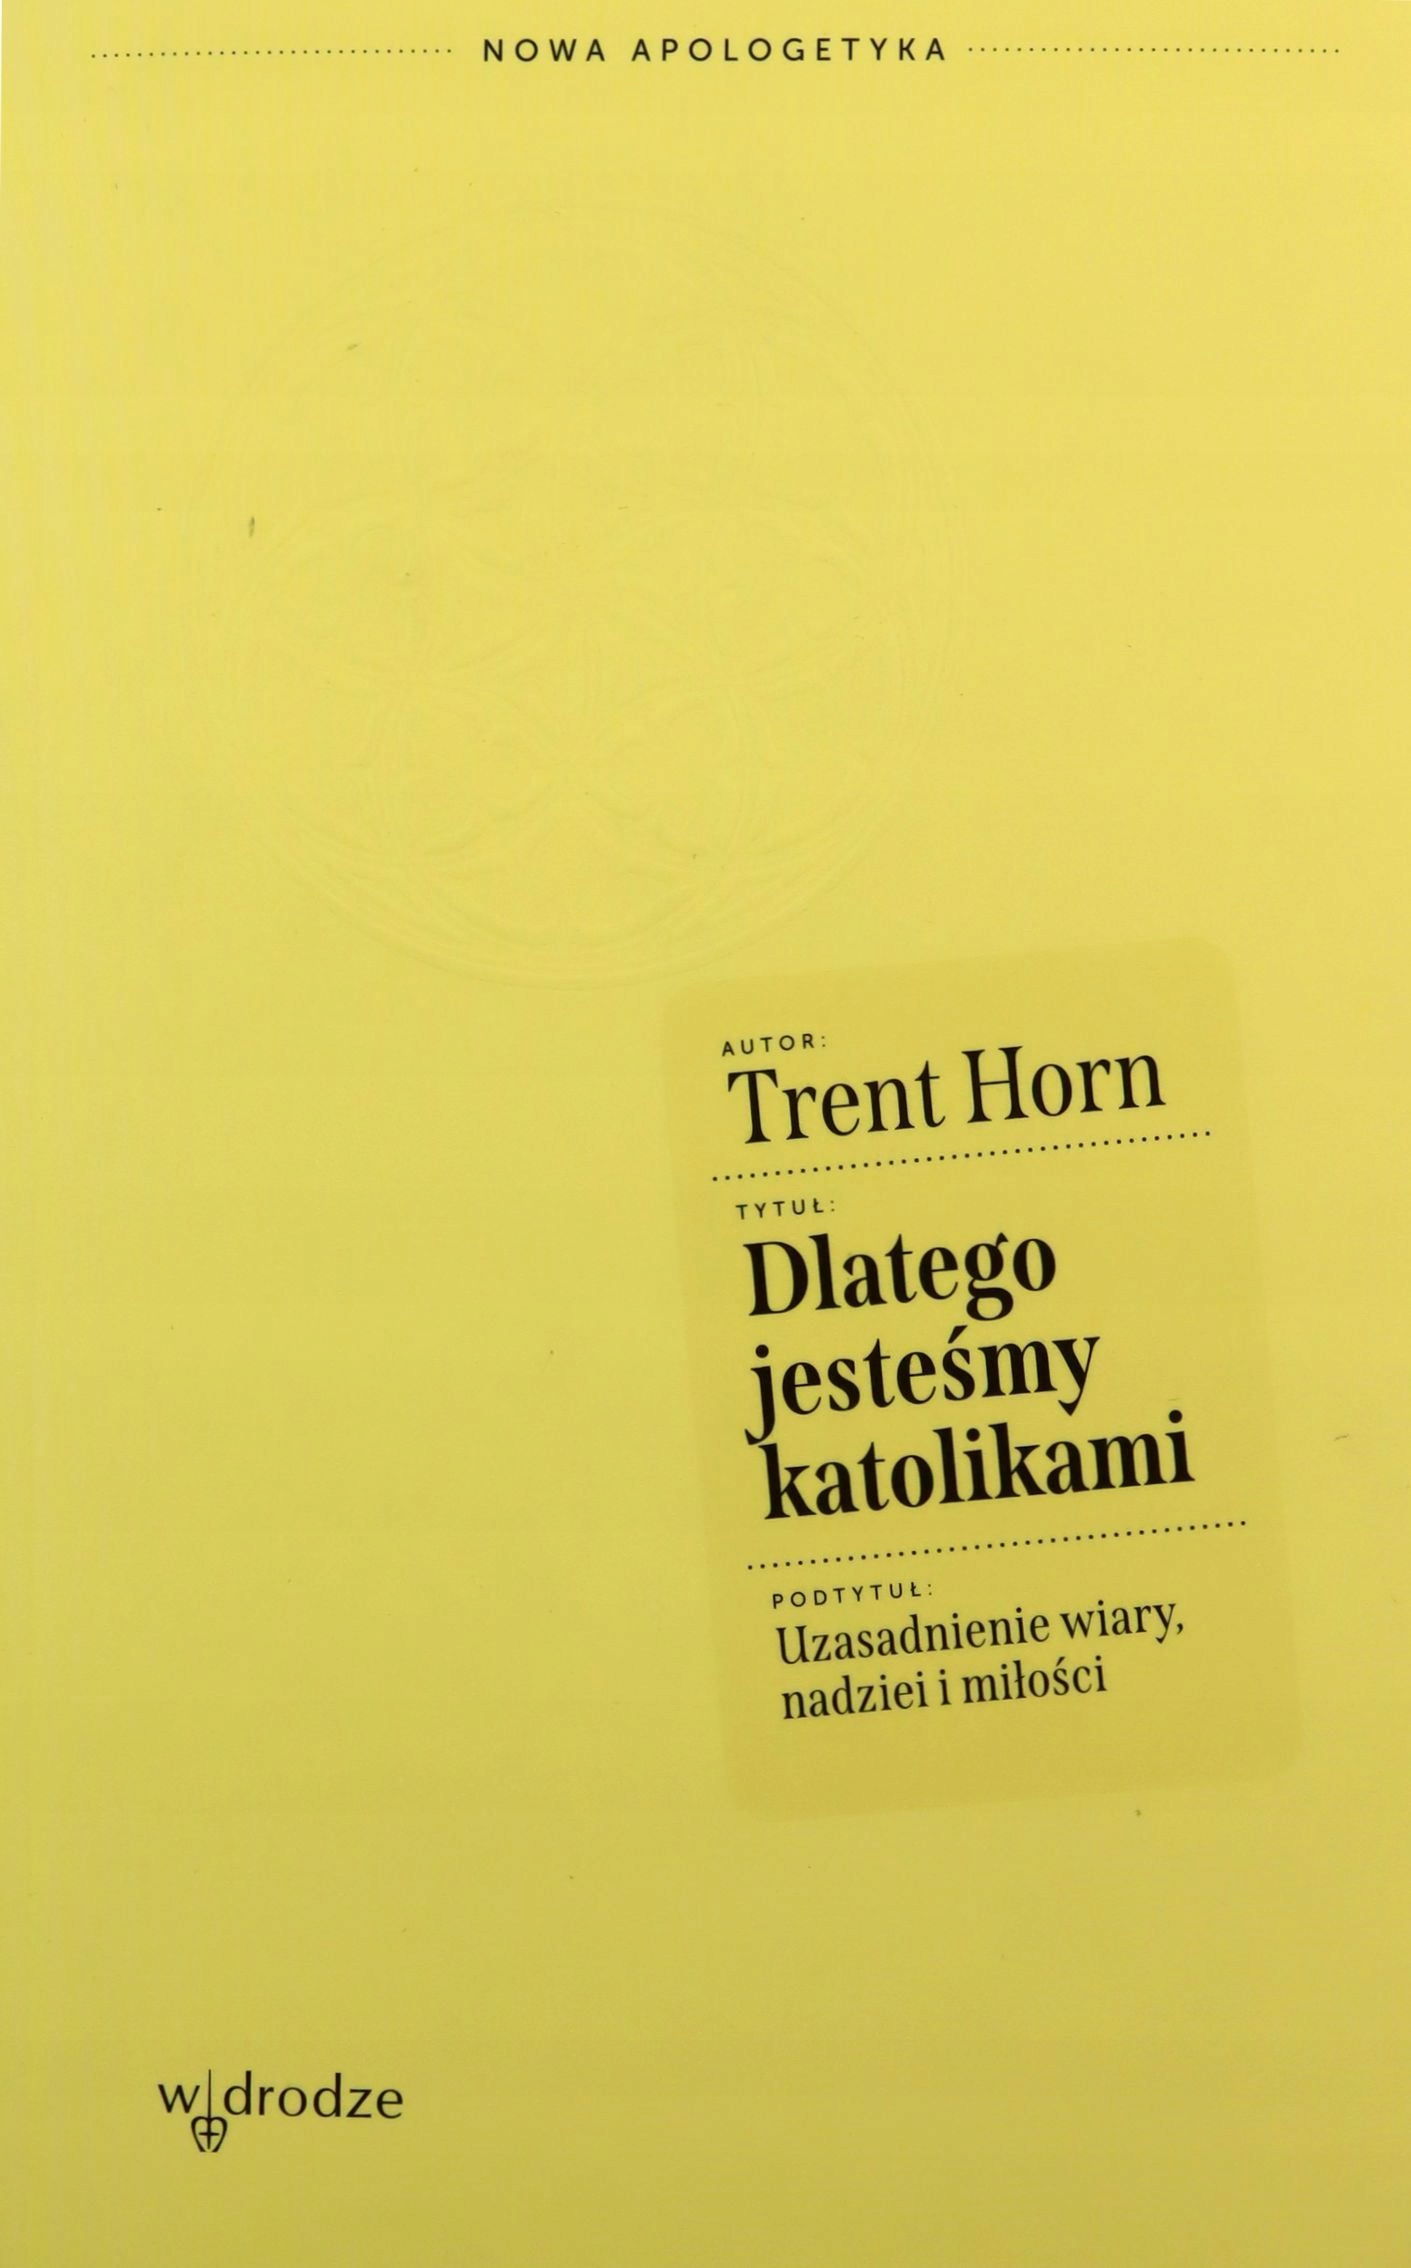 NOWA APOLOGETYKA
AUTOR:
Trent Horn
TYTUŁ:
Dlatego
jesteśmy
katolikami
PODTYTUŁ:
Uzasadnienie wiary,
nadziei i miłości
w drodze